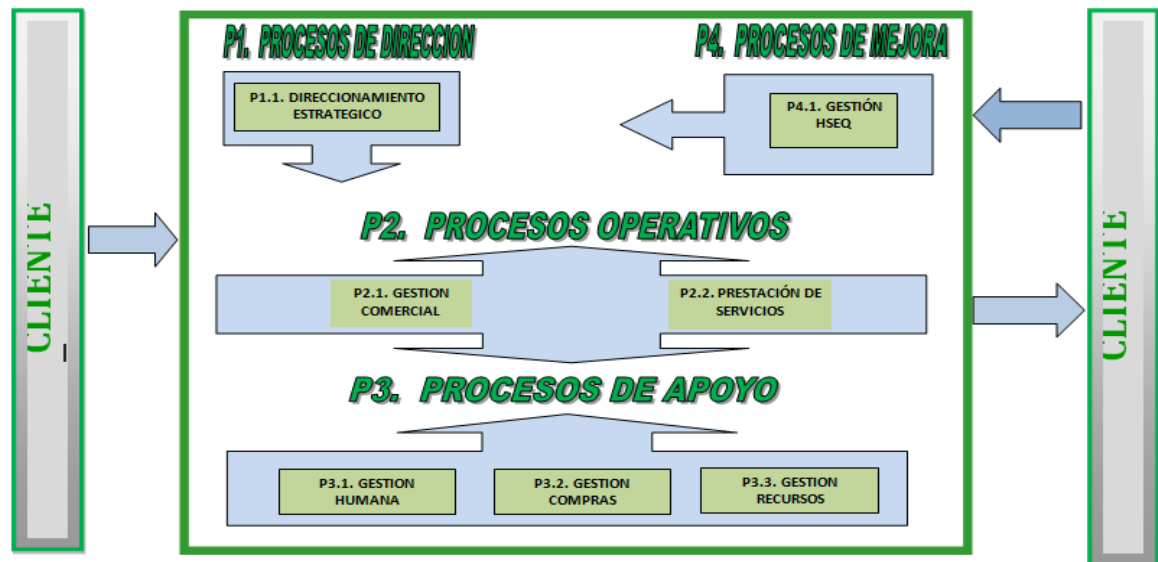 CLIENTE
P1. PROCESOS DE DIRECCION
P1.1. DIRECCIONAMIENTO
ESTRATEGICO
P4. PROCESOS DE MEJORA
P4.1. GESTIÓN
HSEQ
P2. PROCESOS OPERATIVOS
P2.1. GESTION
COMERCIAL
P2.2. PRESTACIÓN DE
SERVICIOS
P3. PROCESOS DE APOYO
P3.1. GESTION
HUMANA
P3.2. GESTION
COMPRAS
P3.3. GESTION
RECURSOS
CLIENTE